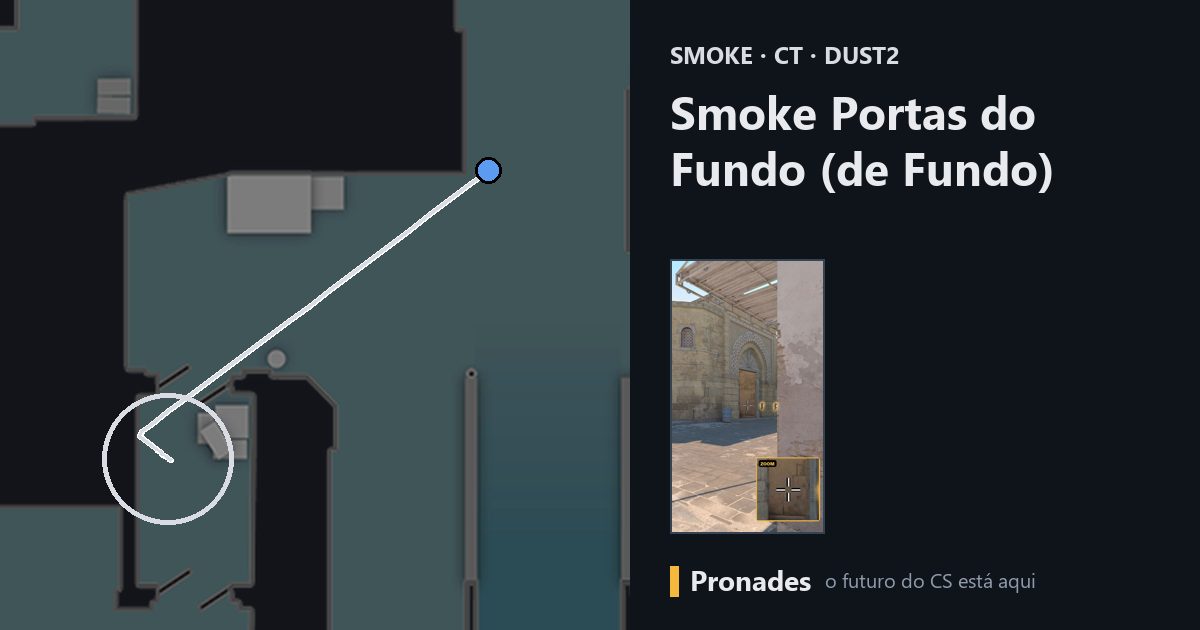 SMOKE · CT · DUST2
Smoke Portas do
Fundo (de Fundo)
ZOOM
Pronades o futuro do CS está aqui